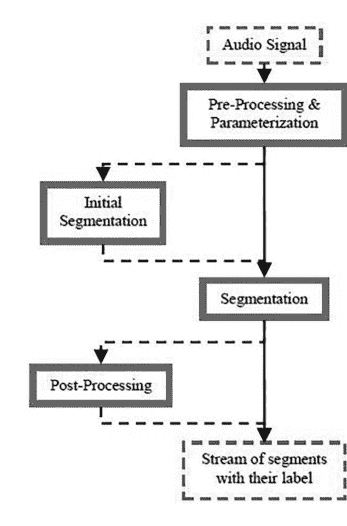 Audio Signal
Pre-Processing &
Parameterization
Initial
Segmentation
Segmentation
Post-Processing
Stream of segments
with their label